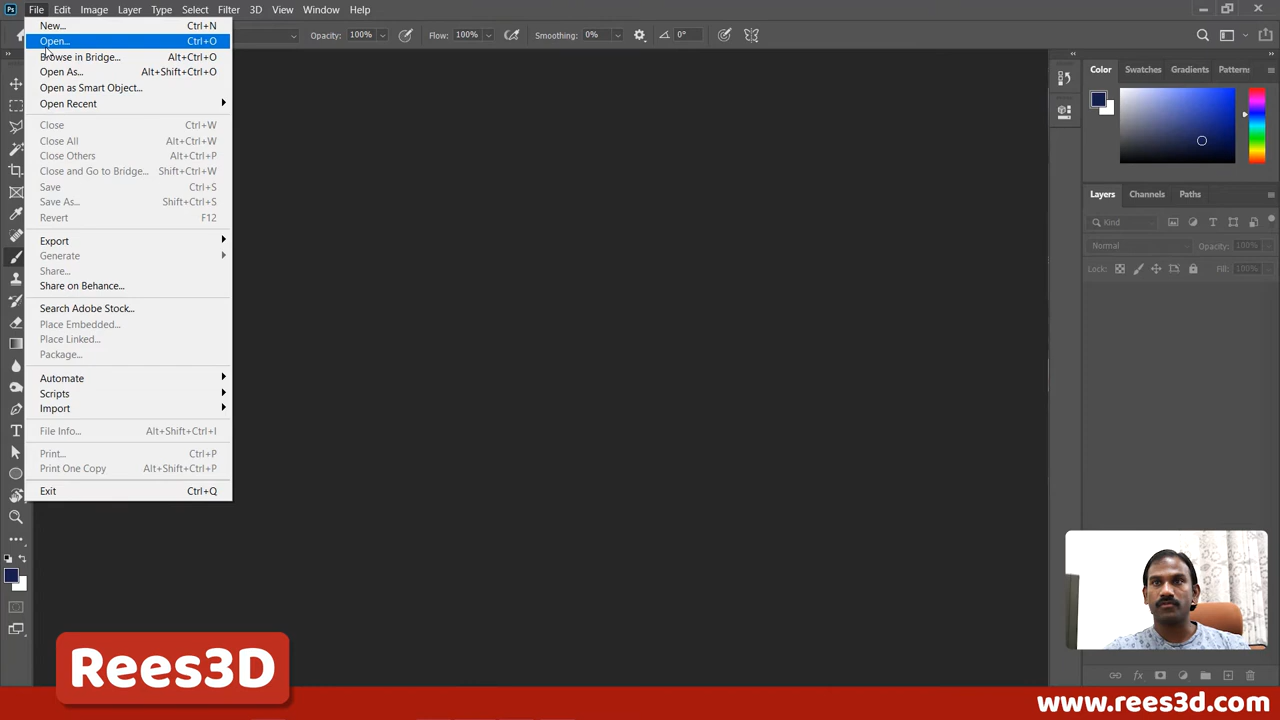 Ps File Edit Image Layer Type Select Filter 3D View Window Help
Opacity: 100% Flow: 100% Smoothing: 0% 0°
New... Ctrl+N
Open... Ctrl+O
Browse in Bridge... Alt+Ctrl+O
Open As... Alt+Shift+Ctrl+O
Open as Smart Object...
Open Recent
Close Ctrl+W
Close All Alt+Ctrl+W
Close Others Alt+Ctrl+P
Close and Go to Bridge... Shift+Ctrl+W
Save Ctrl+S
Save As... Shift+Ctrl+S
Revert F12
Export
Generate
Share...
Share on Behance...
Search Adobe Stock...
Place Embedded...
Place Linked...
Package...
Automate
Scripts
Import
File Info... Alt+Shift+Ctrl+I
Print... Ctrl+P
Print One Copy Alt+Shift+Ctrl+P
Exit Ctrl+Q
Color Swatches Gradients Patterns
Layers Channels Paths
Kind
Normal Opacity: 100%
Lock: Fill: 100%
fx
Rees3D
www.rees3d.com